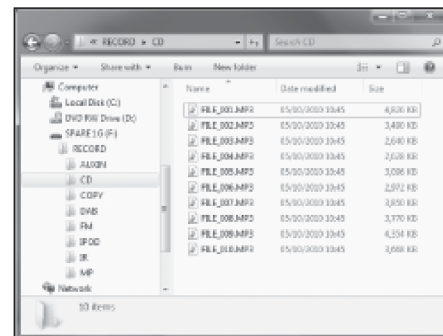 « RECORD ▸ CD
Search CD
Organize ▾ Share with ▾ Burn New folder
Computer
Local Disk (C:)
DVD RW Drive (D:)
SPARE1G (F:)
RECORD
AUXIN
CD
COPY
DAB
FM
IPOD
IR
MP
Network
Name Date modified Size
FILE_001.MP3 05/10/2010 10:45 4,826 KB
FILE_002.MP3 05/10/2010 10:45 3,480 KB
FILE_003.MP3 05/10/2010 10:45 2,640 KB
FILE_004.MP3 05/10/2010 10:45 2,028 KB
FILE_005.MP3 05/10/2010 10:45 3,096 KB
FILE_006.MP3 05/10/2010 10:45 2,972 KB
FILE_007.MP3 05/10/2010 10:45 3,850 KB
FILE_008.MP3 05/10/2010 10:45 3,770 KB
FILE_009.MP3 05/10/2010 10:45 4,354 KB
FILE_010.MP3 05/10/2010 10:45 3,668 KB
10 items